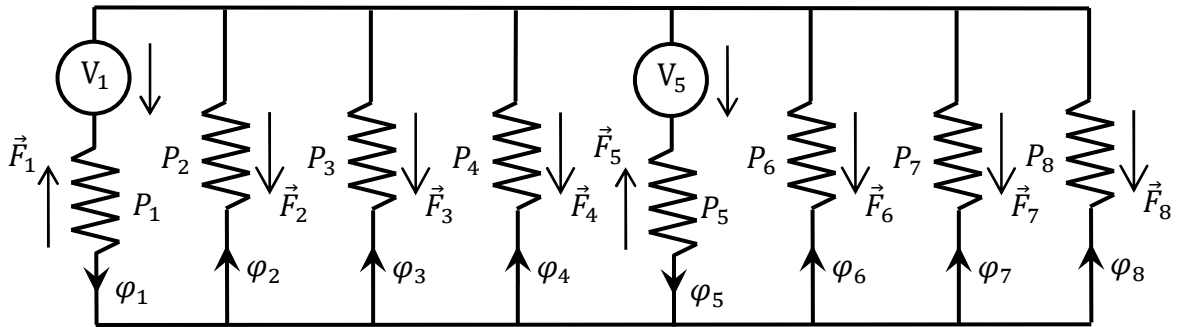 V₁
V₅
F⃗₁
P₁
P₂
F⃗₂
P₃
F⃗₃
P₄
F⃗₄
F⃗₅
P₅
P₆
F⃗₆
P₇
F⃗₇
P₈
F⃗₈
φ₁
φ₂
φ₃
φ₄
φ₅
φ₆
φ₇
φ₈